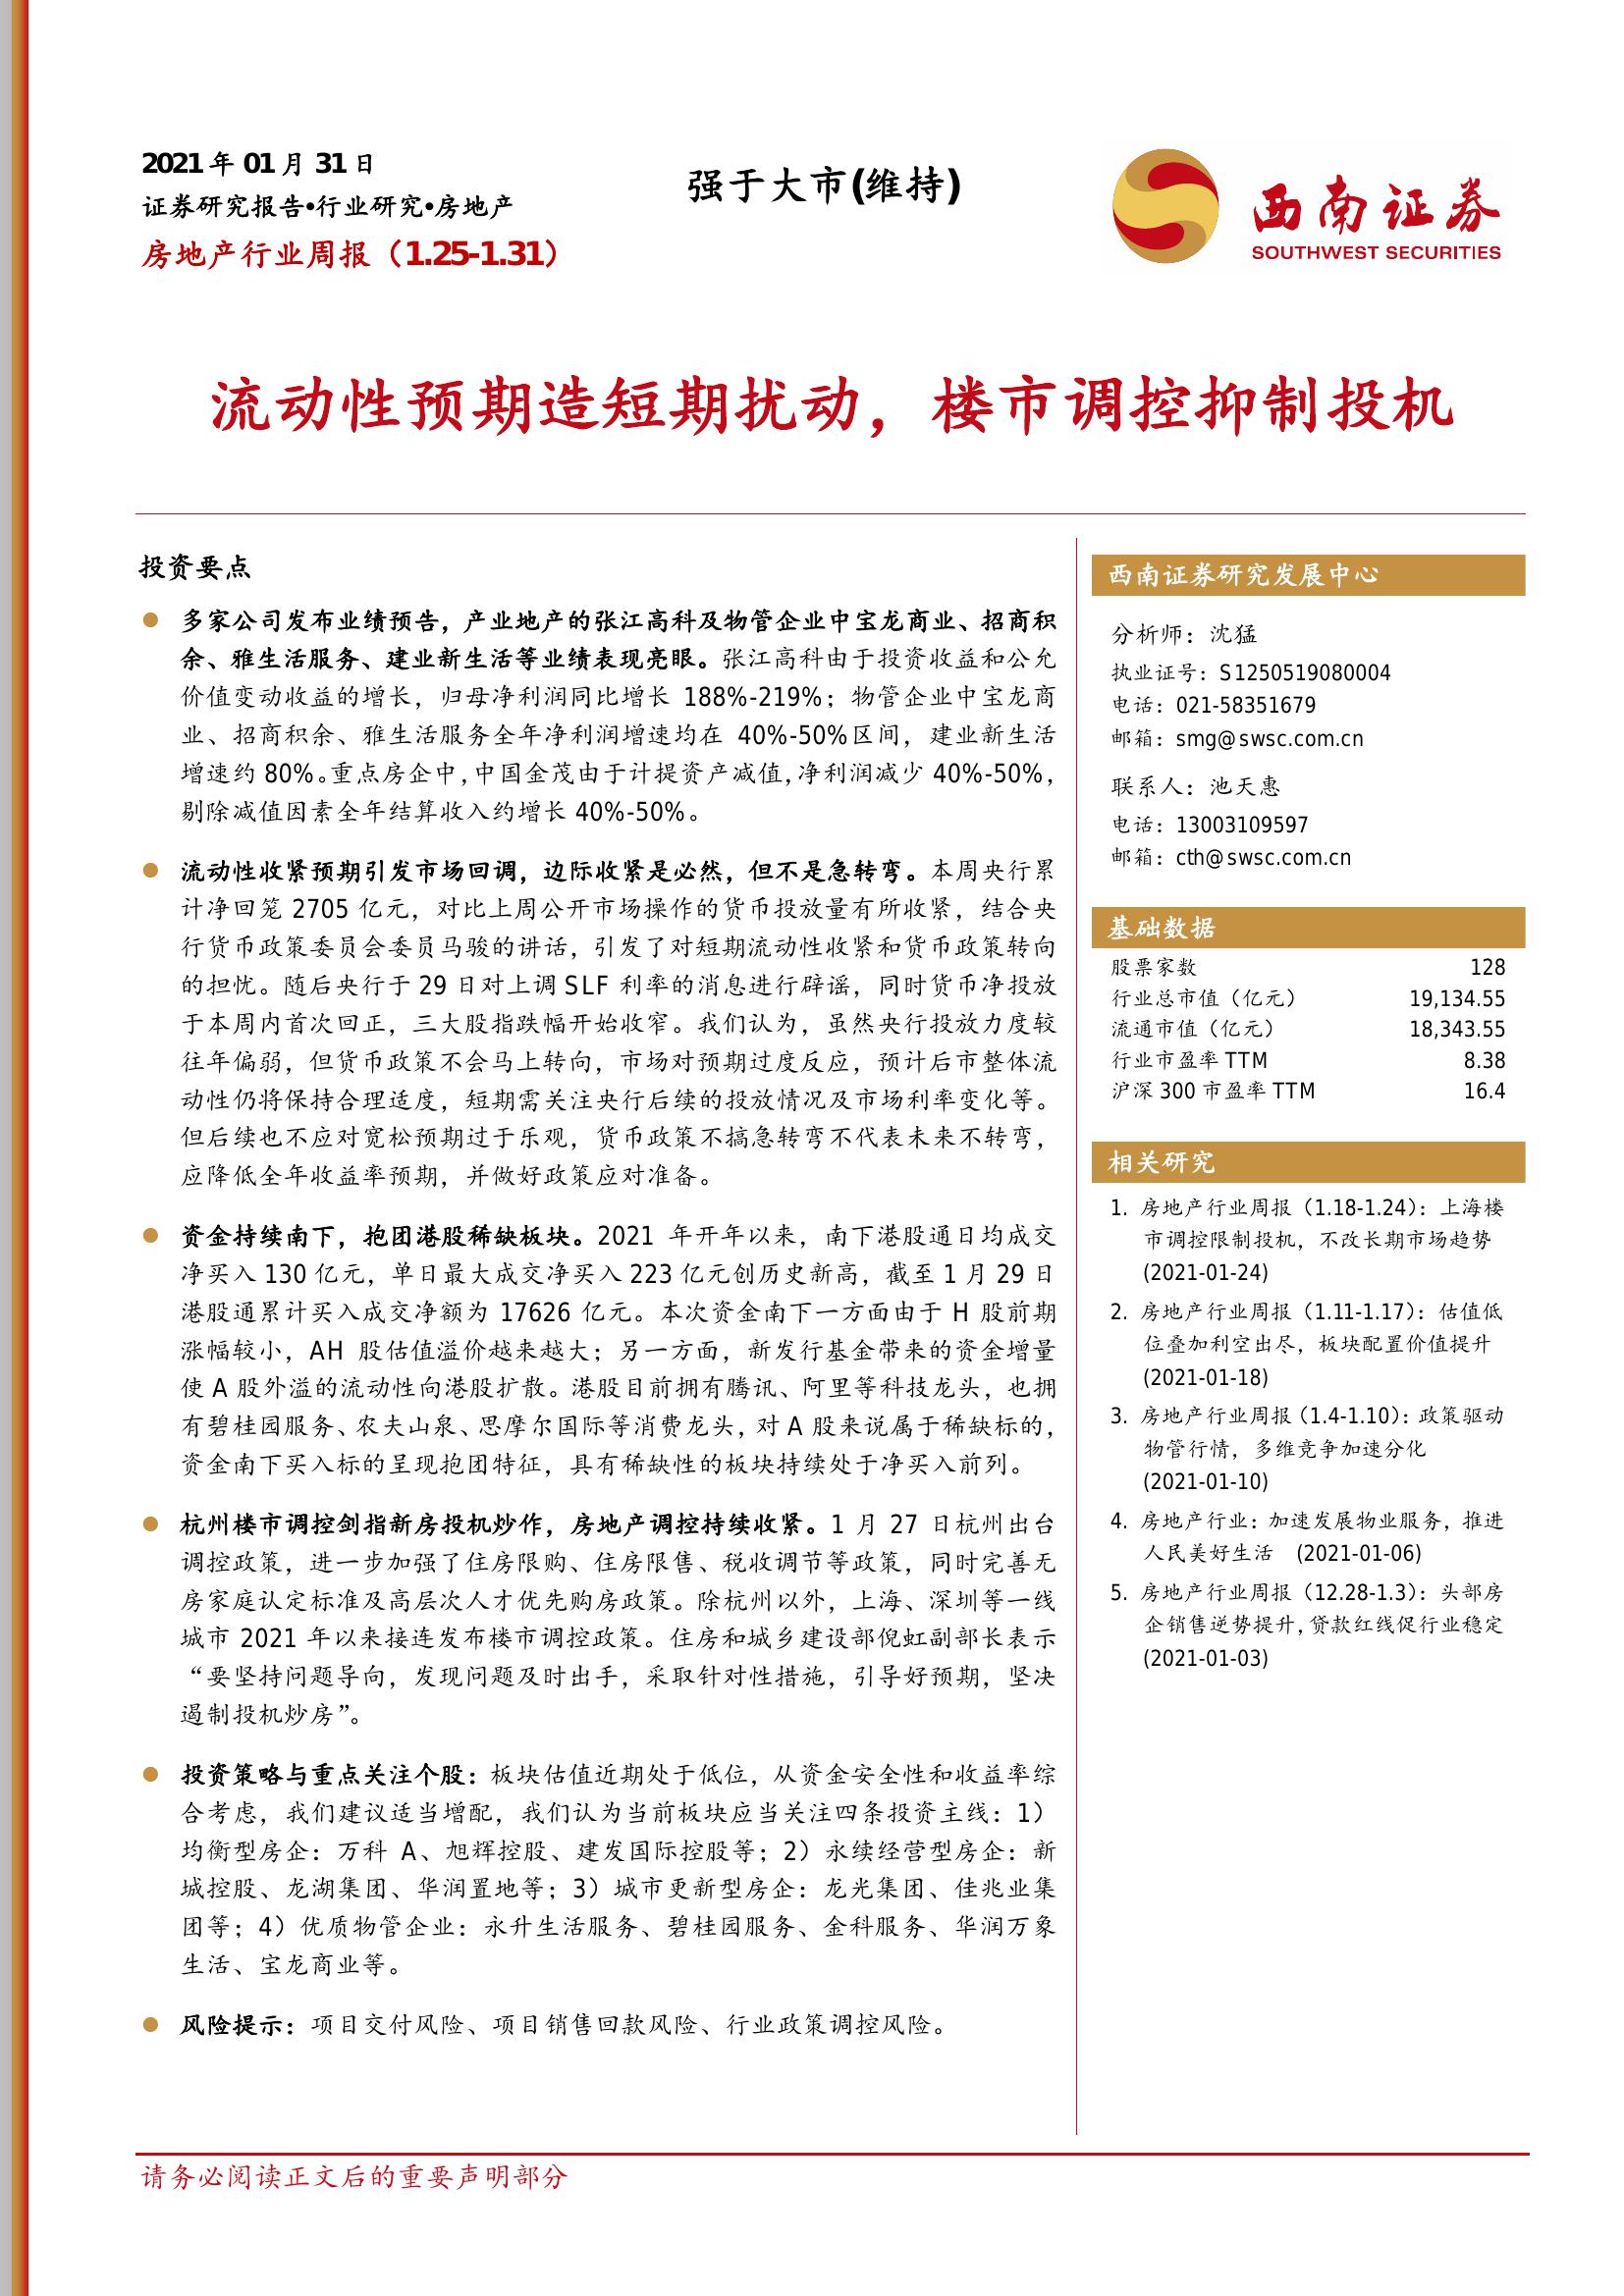 2021 年 01 月 31 日
证券研究报告•行业研究•房地产
房地产行业周报（1.25-1.31）
强于大市(维持)
西南证券
SOUTHWEST SECURITIES
流动性预期造短期扰动，楼市调控抑制投机
投资要点
多家公司发布业绩预告，产业地产的张江高科及物管企业中宝龙商业、招商积
余、雅生活服务、建业新生活等业绩表现亮眼。张江高科由于投资收益和公允
价值变动收益的增长，归母净利润同比增长 188%-219%；物管企业中宝龙商
业、招商积余、雅生活服务全年净利润增速均在 40%-50%区间，建业新生活
增速约 80%。重点房企中，中国金茂由于计提资产减值，净利润减少 40%-50%，
剔除减值因素全年结算收入约增长 40%-50%。
流动性收紧预期引发市场回调，边际收紧是必然，但不是急转弯。本周央行累
计净回笼 2705 亿元，对比上周公开市场操作的货币投放量有所收紧，结合央
行货币政策委员会委员马骏的讲话，引发了对短期流动性收紧和货币政策转向
的担忧。随后央行于 29 日对上调 SLF 利率的消息进行辟谣，同时货币净投放
于本周内首次回正，三大股指跌幅开始收窄。我们认为，虽然央行投放力度较
往年偏弱，但货币政策不会马上转向，市场对预期过度反应，预计后市整体流
动性仍将保持合理适度，短期需关注央行后续的投放情况及市场利率变化等。
但后续也不应对宽松预期过于乐观，货币政策不搞急转弯不代表未来不转弯，
应降低全年收益率预期，并做好政策应对准备。
资金持续南下，抱团港股稀缺板块。2021 年开年以来，南下港股通日均成交
净买入 130 亿元，单日最大成交净买入 223 亿元创历史新高，截至 1 月 29 日
港股通累计买入成交净额为 17626 亿元。本次资金南下一方面由于 H 股前期
涨幅较小，AH 股估值溢价越来越大；另一方面，新发行基金带来的资金增量
使 A 股外溢的流动性向港股扩散。港股目前拥有腾讯、阿里等科技龙头，也拥
有碧桂园服务、农夫山泉、思摩尔国际等消费龙头，对 A 股来说属于稀缺标的，
资金南下买入标的呈现抱团特征，具有稀缺性的板块持续处于净买入前列。
杭州楼市调控剑指新房投机炒作，房地产调控持续收紧。1 月 27 日杭州出台
调控政策，进一步加强了住房限购、住房限售、税收调节等政策，同时完善无
房家庭认定标准及高层次人才优先购房政策。除杭州以外，上海、深圳等一线
城市 2021 年以来接连发布楼市调控政策。住房和城乡建设部倪虹副部长表示
“要坚持问题导向，发现问题及时出手，采取针对性措施，引导好预期，坚决
遏制投机炒房”。
投资策略与重点关注个股：板块估值近期处于低位，从资金安全性和收益率综
合考虑，我们建议适当增配，我们认为当前板块应当关注四条投资主线：1）
均衡型房企：万科 A、旭辉控股、建发国际控股等；2）永续经营型房企：新
城控股、龙湖集团、华润置地等；3）城市更新型房企：龙光集团、佳兆业集
团等；4）优质物管企业：永升生活服务、碧桂园服务、金科服务、华润万象
生活、宝龙商业等。
风险提示：项目交付风险、项目销售回款风险、行业政策调控风险。
西南证券研究发展中心
分析师：沈猛
执业证号：S1250519080004
电话：021-58351679
邮箱：smg@swsc.com.cn
联系人：池天惠
电话：13003109597
邮箱：cth@swsc.com.cn
基础数据
股票家数 128
行业总市值（亿元） 19,134.55
流通市值（亿元） 18,343.55
行业市盈率 TTM 8.38
沪深 300 市盈率 TTM 16.4
相关研究
1. 房地产行业周报（1.18-1.24）：上海楼
市调控限制投机，不改长期市场趋势
(2021-01-24)
2. 房地产行业周报（1.11-1.17）：估值低
位叠加利空出尽，板块配置价值提升
(2021-01-18)
3. 房地产行业周报（1.4-1.10）：政策驱动
物管行情，多维竞争加速分化
(2021-01-10)
4. 房地产行业：加速发展物业服务，推进
人民美好生活 (2021-01-06)
5. 房地产行业周报（12.28-1.3）：头部房
企销售逆势提升，贷款红线促行业稳定
(2021-01-03)
请务必阅读正文后的重要声明部分